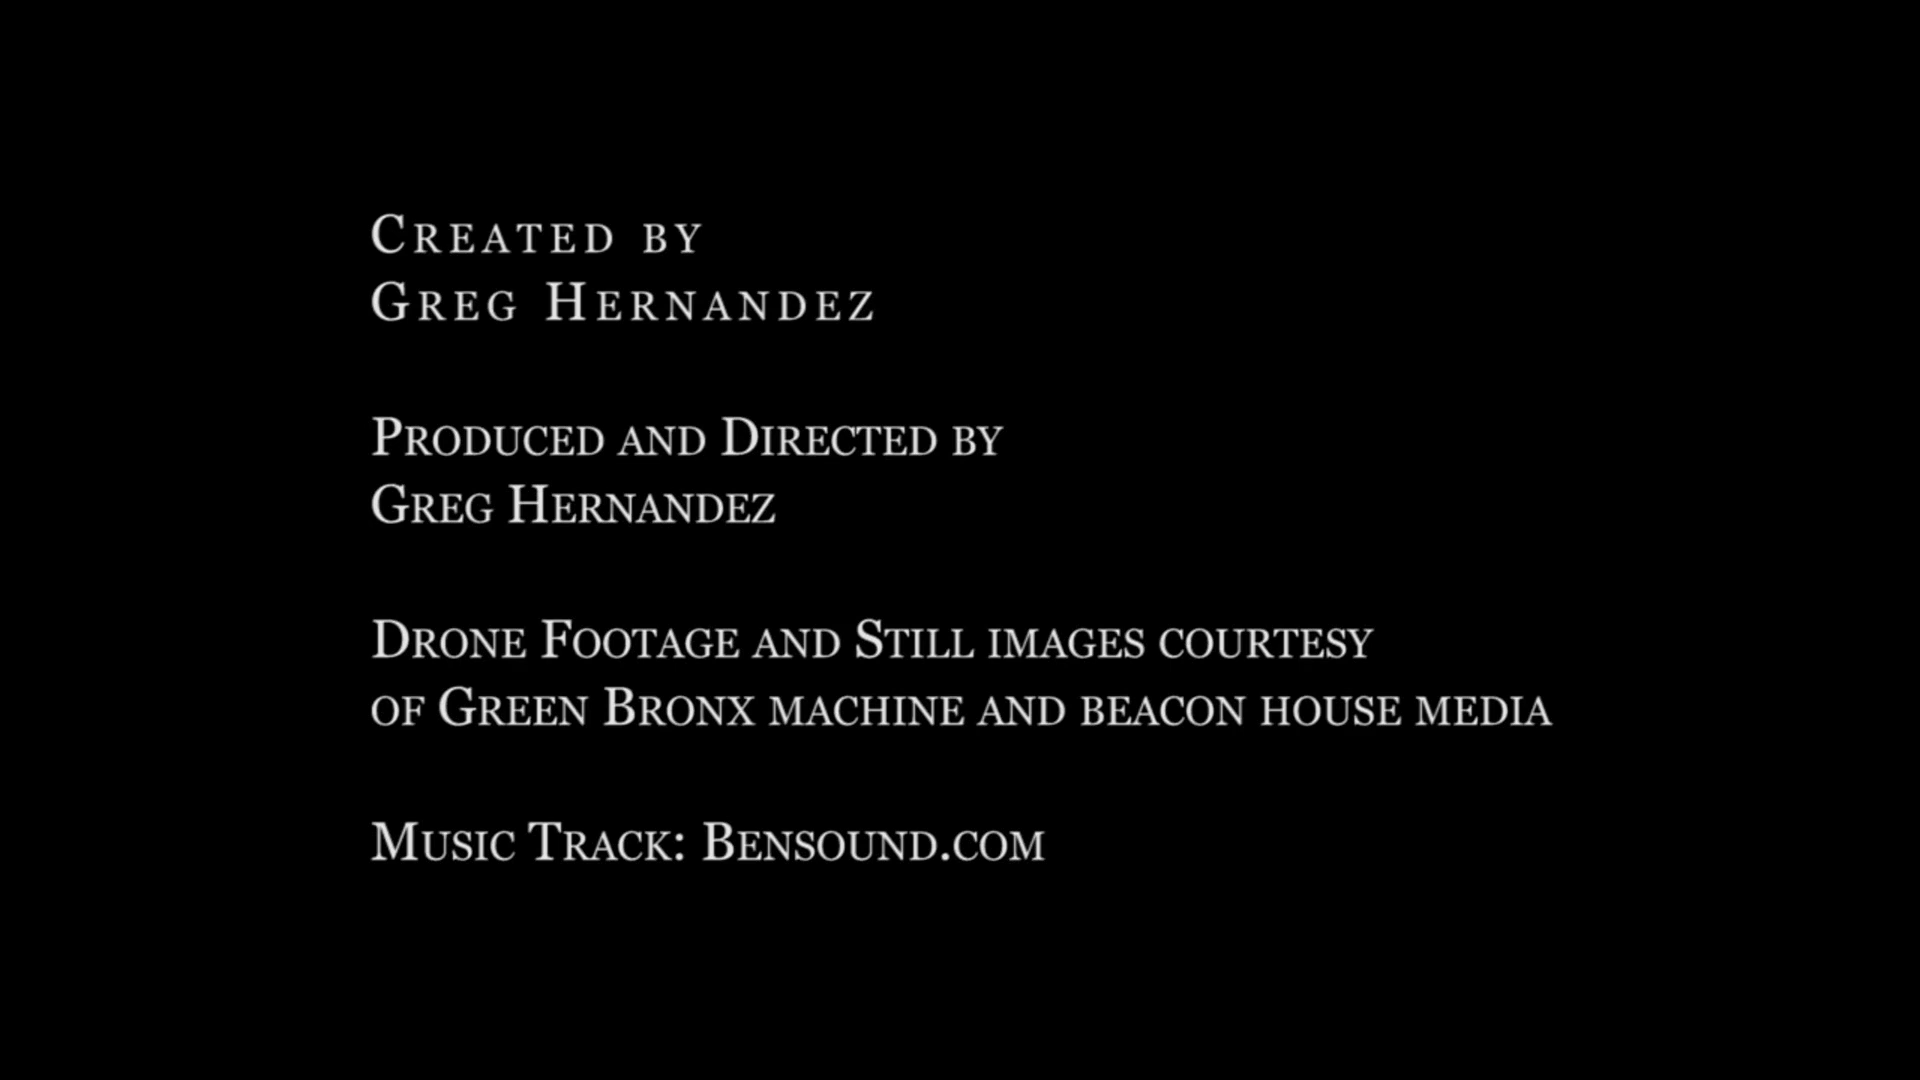 Created by
Greg Hernandez
Produced and Directed by
Greg Hernandez
Drone Footage and Still images courtesy
of Green Bronx machine and beacon house media
Music Track: Bensound.com